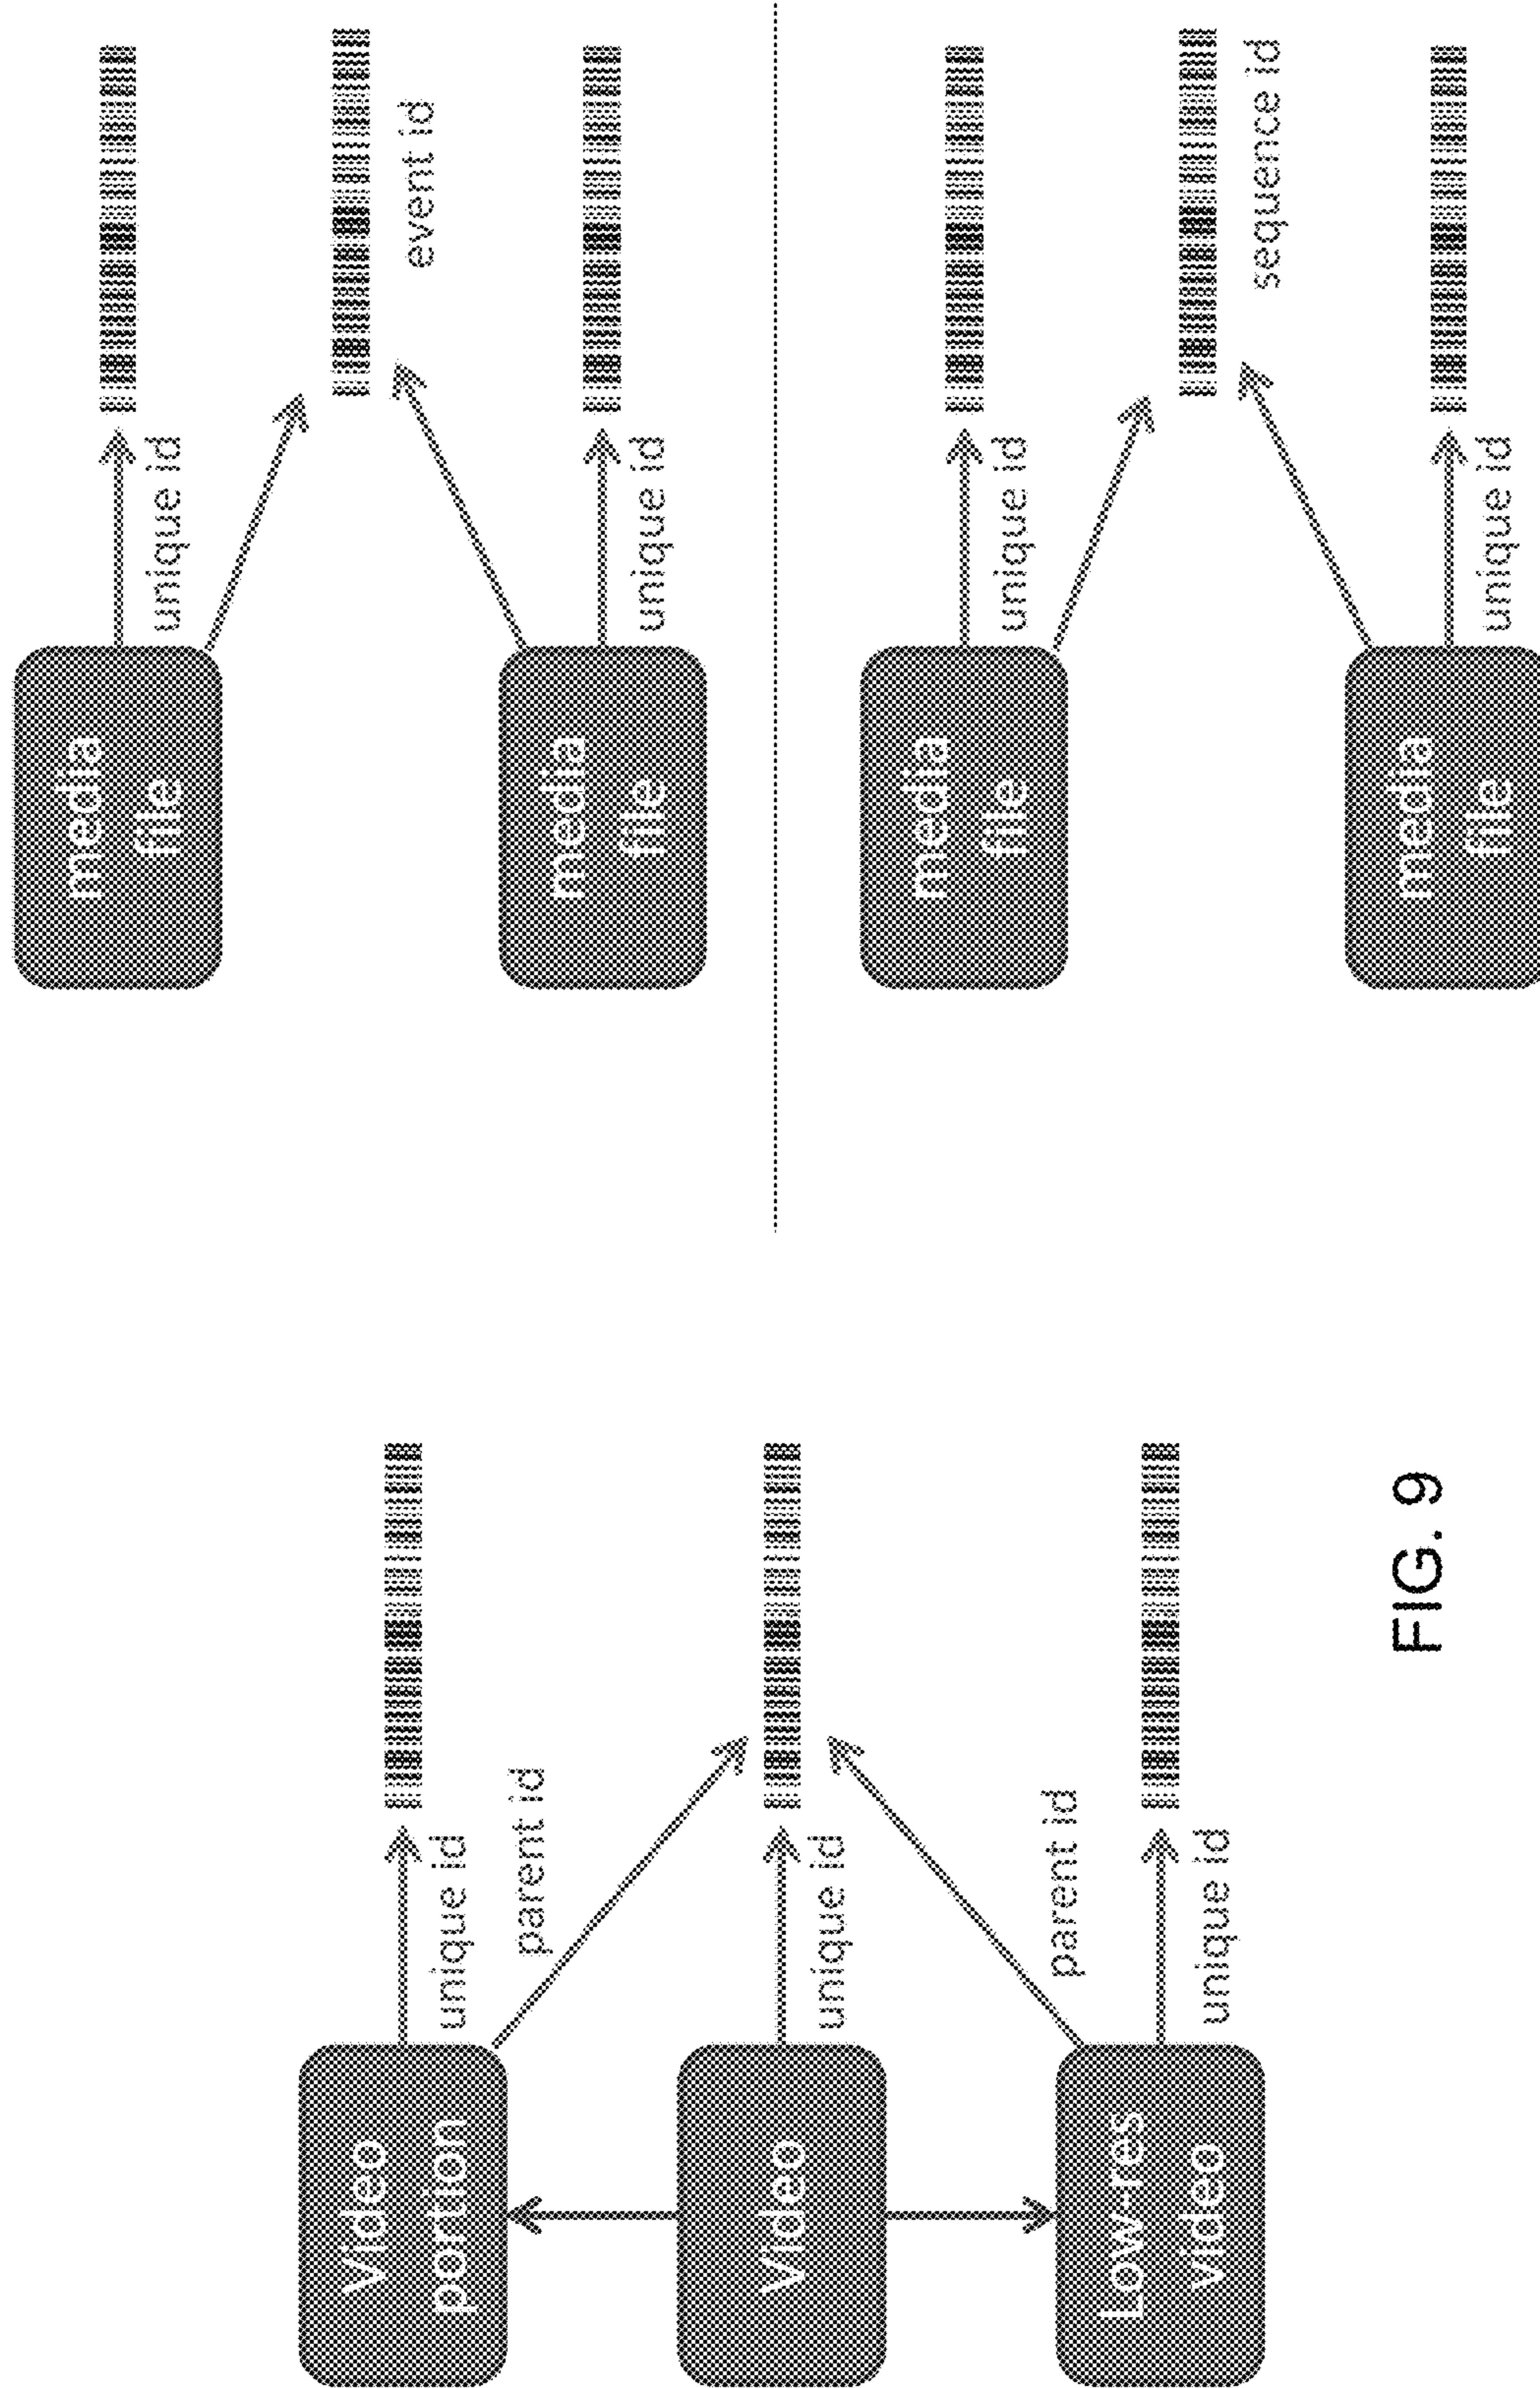 Video
portion
unique id
parent id
Video
unique id
parent id
Low-res
video
unique id
media
file
unique id
event id
media
file
unique id
media
file
unique id
sequence id
media
file
unique id
FIG. 9